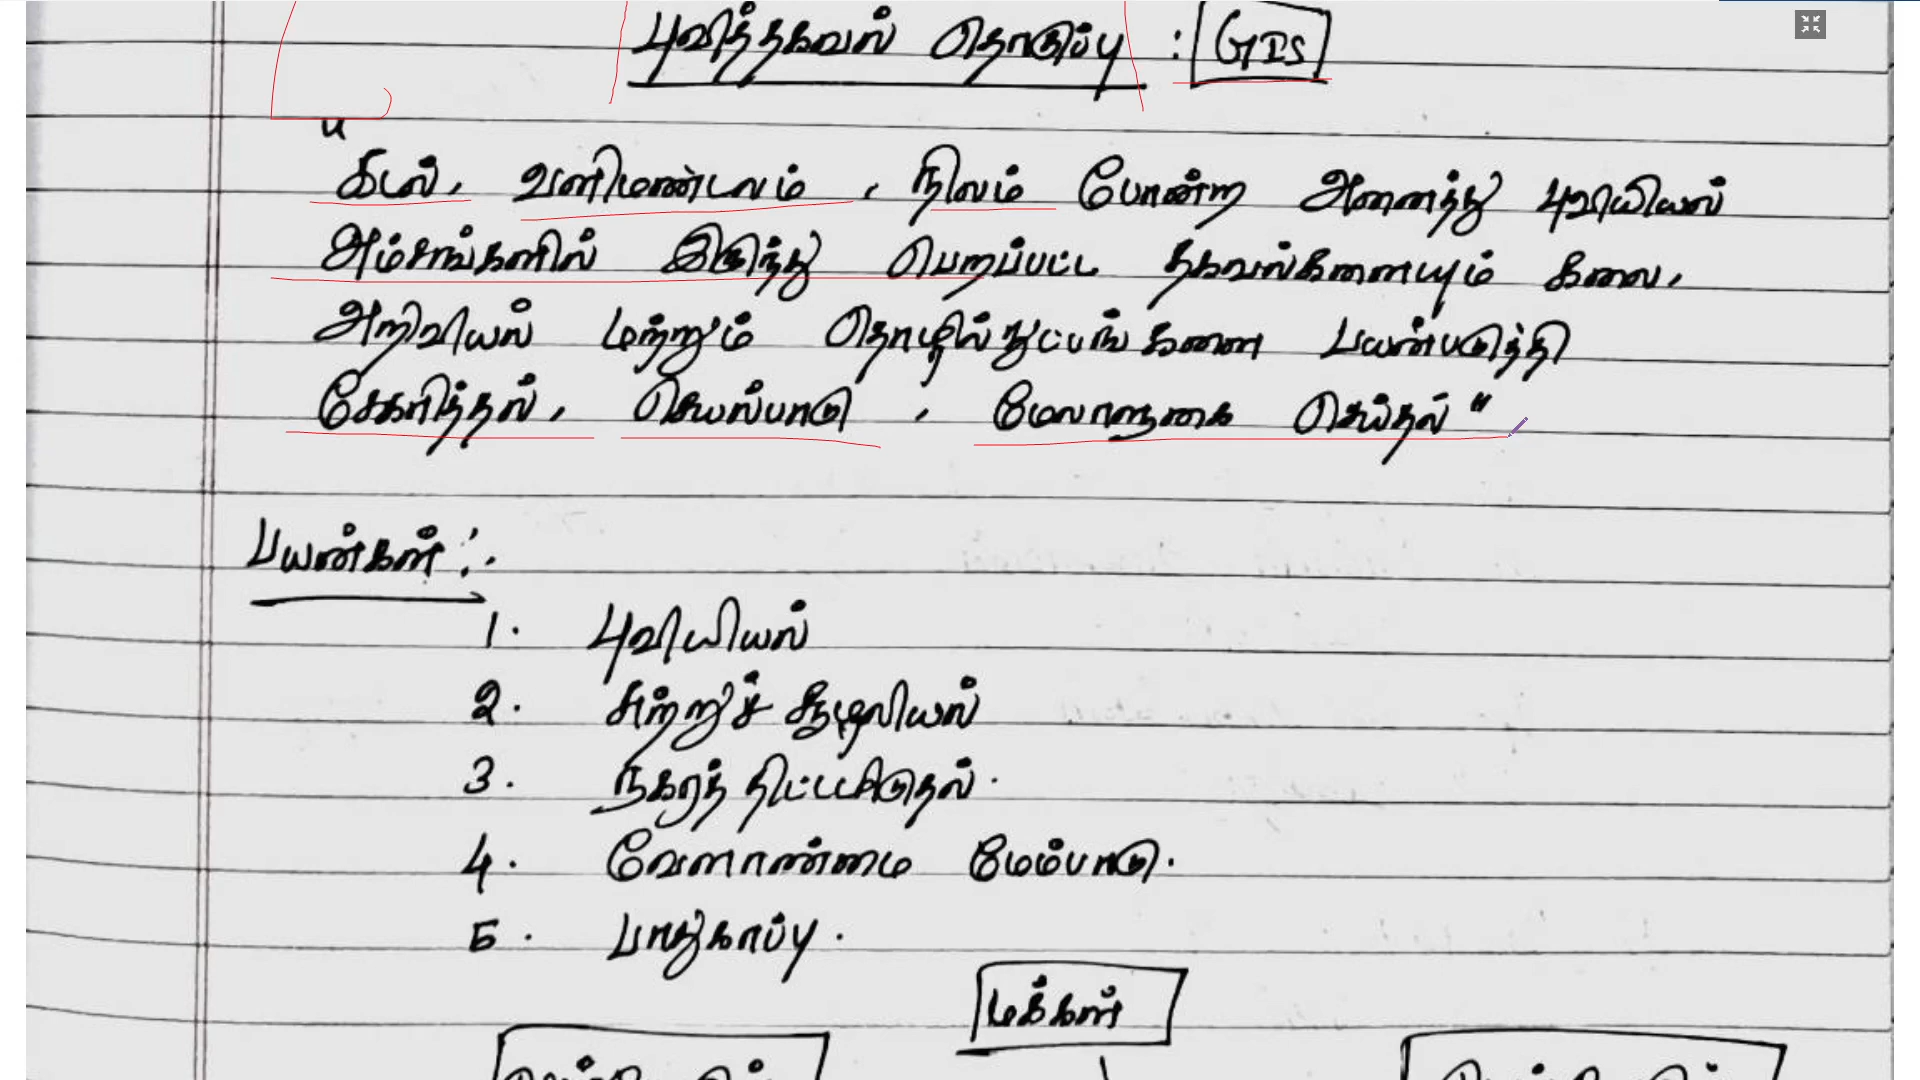 புவித்தகவல் தொகுப்பு : GIS
"கடல், வளிமண்டலம், நிலம் போன்ற அனைத்து புவியியல்
அம்சங்களில் இருந்து பெறப்பட்ட தகவல்களையும் கலை,
அறிவியல் மற்றும் தொழில்நுட்பங்களை பயன்படுத்தி
சேகரித்தல், செயல்பாடு, மேலாளுகை செய்தல்"
பயன்கள் :-
1. புவியியல்
2. சுற்றுச் சூழலியல்
3. நகரத் திட்டமிடுதல்.
4. வேளாண்மை மேம்பாடு.
5. பாதுகாப்பு.
மக்கள்